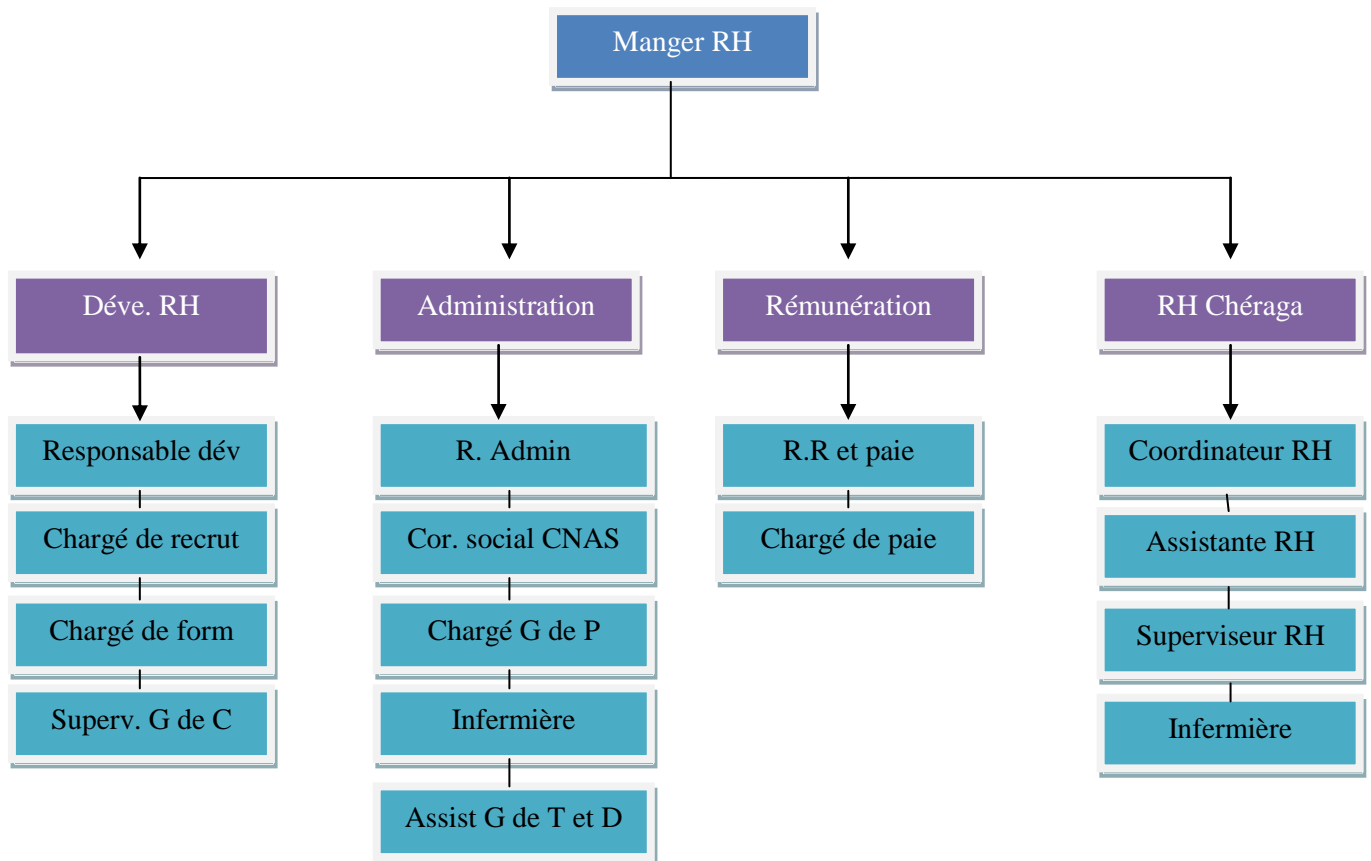 Manger RH
Déve. RH
Administration
Rémunération
RH Chéraga
Responsable dév
R. Admin
R.R et paie
Coordinateur RH
Chargé de recrut
Cor. social CNAS
Chargé de paie
Assistante RH
Chargé de form
Chargé G de P
Superviseur RH
Superv. G de C
Infermière
Infermière
Assist G de T et D